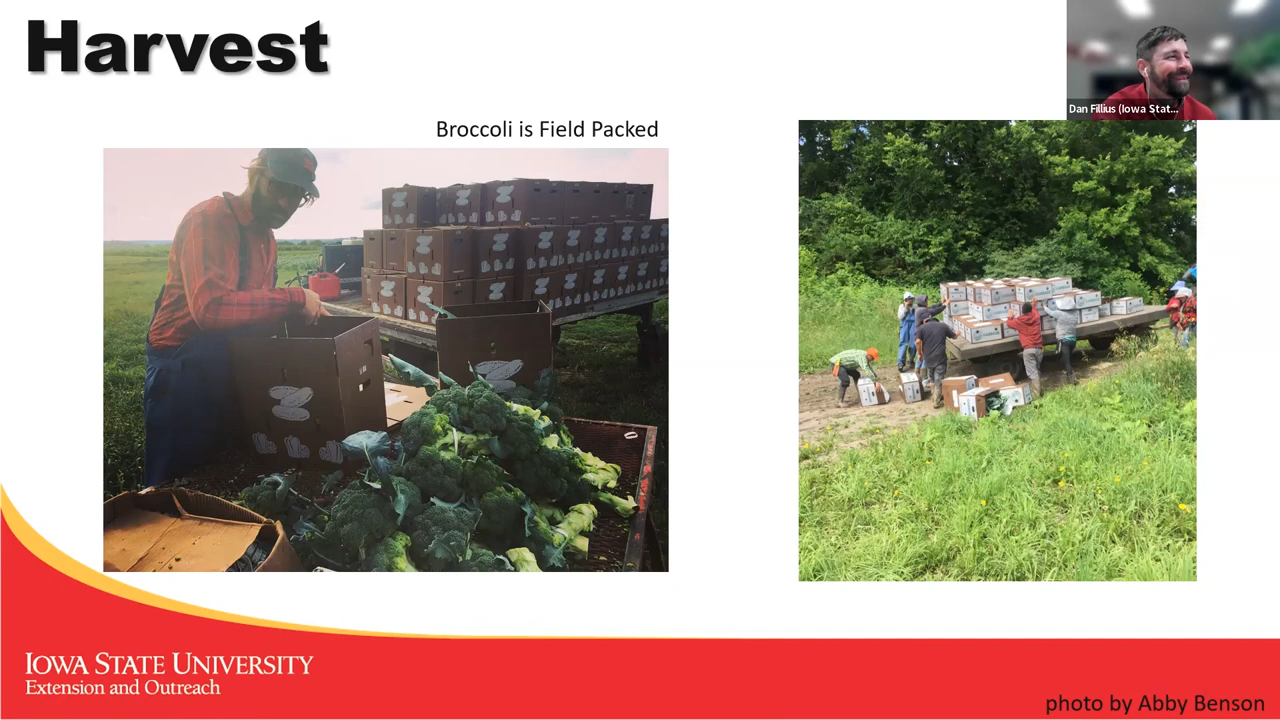 Harvest
Dan Fillius (Iowa Stat...
Broccoli is Field Packed
IOWA STATE UNIVERSITY
Extension and Outreach
photo by Abby Benson